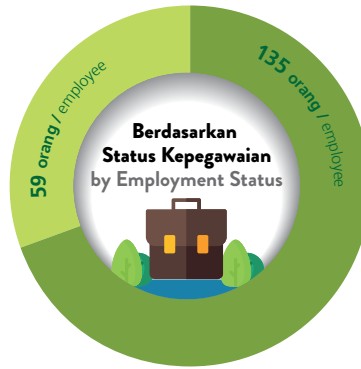 135 orang / employee
59 orang / employee
Berdasarkan
Status Kepegawaian
by Employment Status